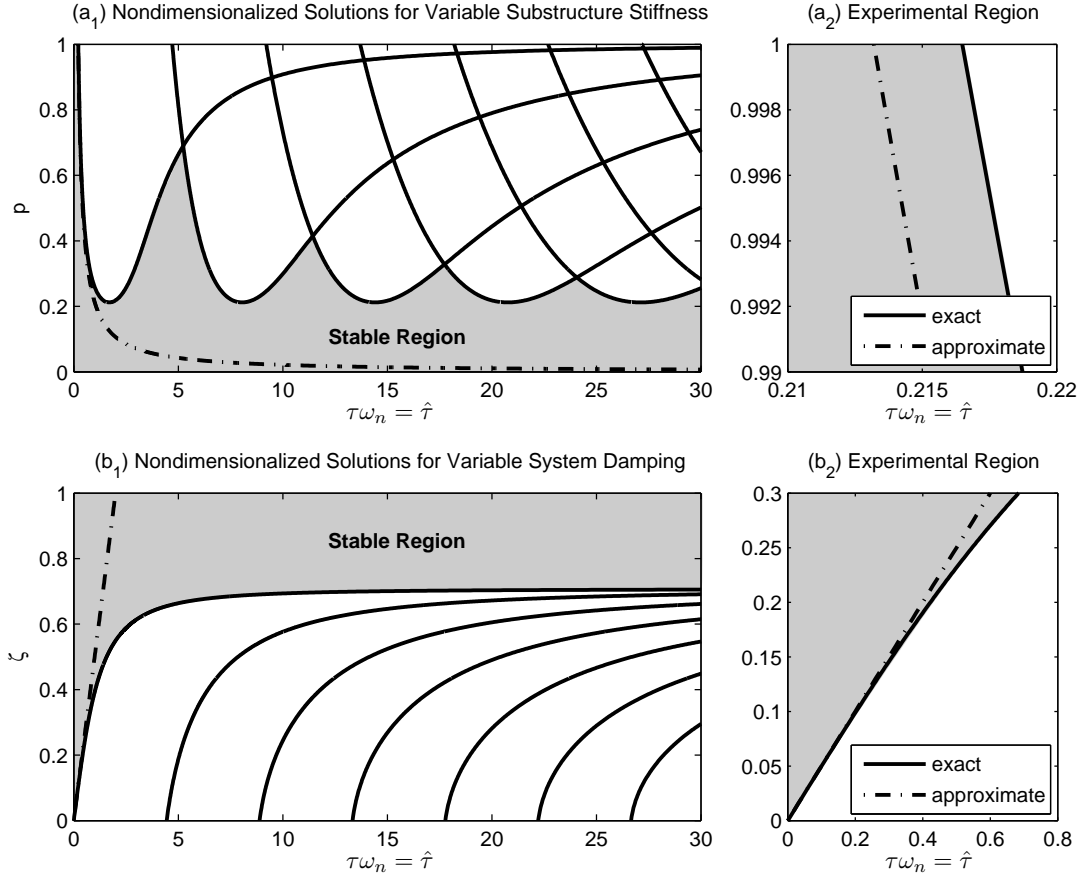 (a₁) Nondimensionalized Solutions for Variable Substructure Stiffness
1
0.8
0.6
0.4
0.2
0
p
Stable Region
0 5 10 15 20 25 30
τωₙ = τ̂
(a₂) Experimental Region
1
0.998
0.996
0.994
0.992
0.99
exact
approximate
0.21 0.215 0.22
τωₙ = τ̂
(b₁) Nondimensionalized Solutions for Variable System Damping
1
0.8
0.6
0.4
0.2
0
ζ
Stable Region
0 5 10 15 20 25 30
τωₙ = τ̂
(b₂) Experimental Region
0.3
0.25
0.2
0.15
0.1
0.05
0
exact
approximate
0 0.2 0.4 0.6 0.8
τωₙ = τ̂